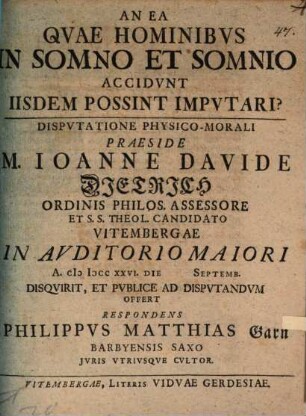 AN EA
QVAE HOMINIBVS
IN SOMNO ET SOMNIO
ACCIDVNT
IISDEM POSSINT IMPVTARI?
DISPVTATIONE PHYSICO-MORALI
PRAESIDE
M. IOANNE DAVIDE
DIETRICH
ORDINIS PHILOS. ASSESSORE
ET S. S. THEOL. CANDIDATO
VITEMBERGAE
IN AVDITORIO MAIORI
A. cIɔ Iɔcc XXVI. DIE SEPTEMB.
DISQVIRIT, ET PVBLICE AD DISPVTANDVM
OFFERT
RESPONDENS
PHILIPPVS MATTHIAS Garn
BARBYENSIS SAXO
JVRIS VTRIVSQVE CVLTOR.
VITEMBERGAE, LITERIS VIDVAE GERDESIAE.